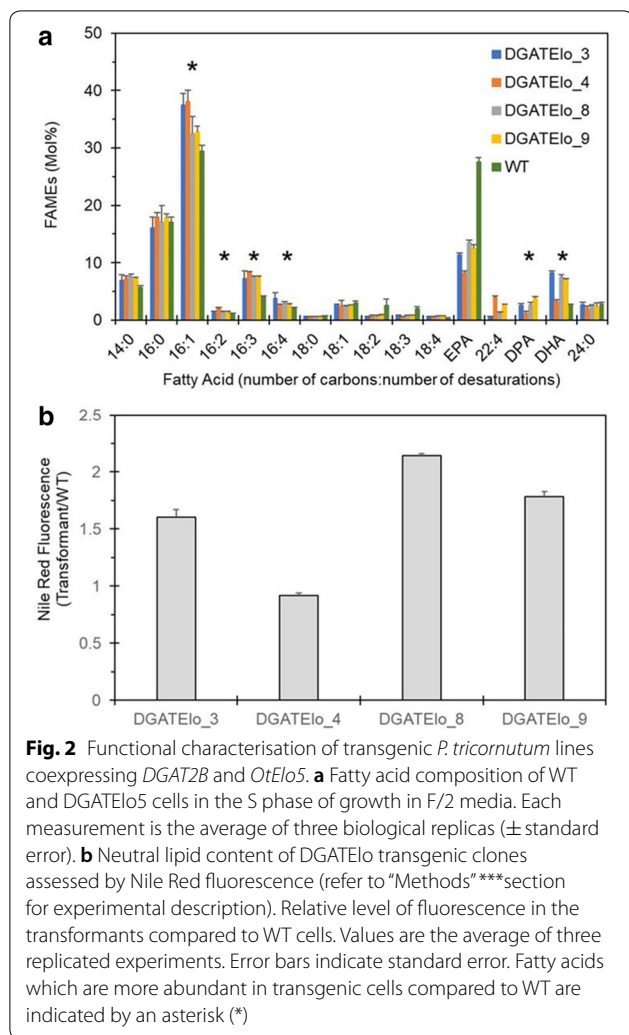 a
DGATElo_3
DGATElo_4
DGATElo_8
DGATElo_9
WT
FAMEs (Mol%)
50
40
30
20
10
0
* * * * * *
14:0 16:0 16:1 16:2 16:3 16:4 18:0 18:1 18:2 18:3 18:4 EPA 22:4 DPA DHA 24:0
Fatty Acid (number of carbons:number of desaturations)
b
Nile Red Fluorescence
(Transformant/WT)
2.5
2
1.5
1
0.5
0
DGATElo_3 DGATElo_4 DGATElo_8 DGATElo_9
Fig. 2 Functional characterisation of transgenic P. tricornutum lines
coexpressing DGAT2B and OtElo5. a Fatty acid composition of WT
and DGATElo5 cells in the S phase of growth in F/2 media. Each
measurement is the average of three biological replicas (± standard
error). b Neutral lipid content of DGATElo transgenic clones
assessed by Nile Red fluorescence (refer to “Methods” ***section
for experimental description). Relative level of fluorescence in the
transformants compared to WT cells. Values are the average of three
replicated experiments. Error bars indicate standard error. Fatty acids
which are more abundant in transgenic cells compared to WT are
indicated by an asterisk (*)